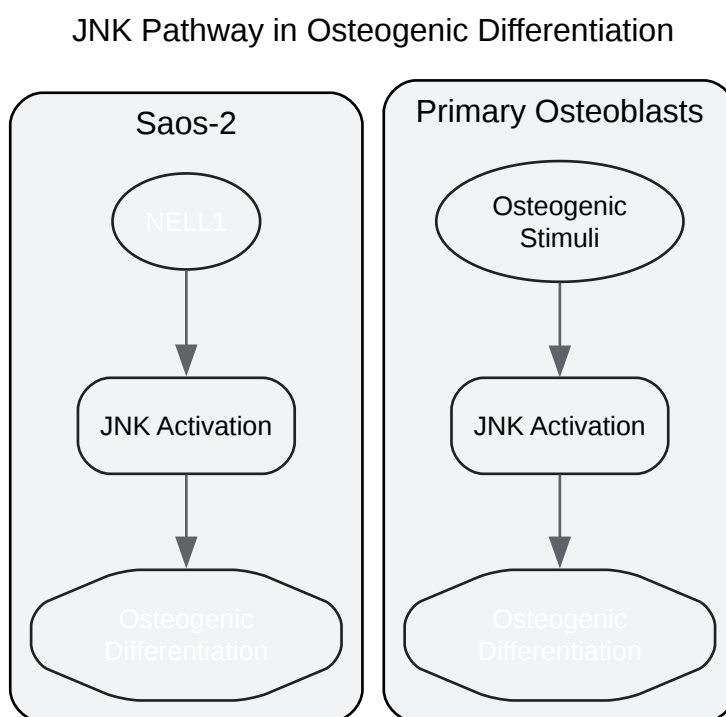 JNK Pathway in Osteogenic Differentiation
Saos-2
NELL1
JNK Activation
Osteogenic
Differentiation
Primary Osteoblasts
Osteogenic
Stimuli
JNK Activation
Osteogenic
Differentiation